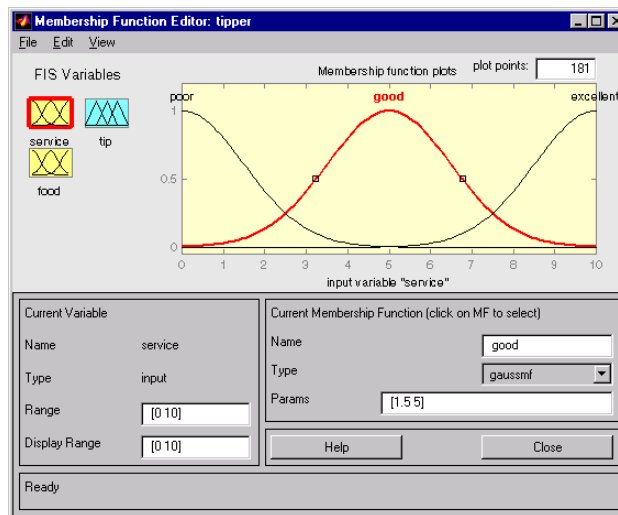 Membership Function Editor: tipper
File Edit View
FIS Variables
service
tip
food
Membership function plots
plot points: 181
poor good excellent
1
0.5
0
0 1 2 3 4 5 6 7 8 9 10
input variable "service"
Current Variable
Name service
Type input
Range [0 10]
Display Range [0 10]
Current Membership Function (click on MF to select)
Name good
Type gaussmf
Params [1.5 5]
Help Close
Ready